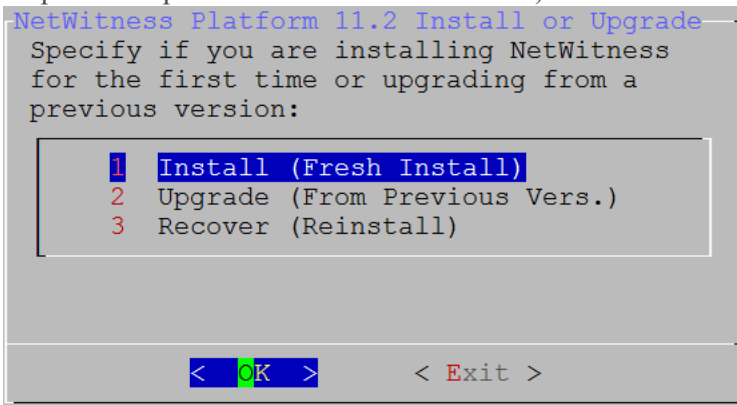 NetWitness Platform 11.2 Install or Upgrade
Specify if you are installing NetWitness
for the first time or upgrading from a
previous version:
1 Install (Fresh Install)
2 Upgrade (From Previous Vers.)
3 Recover (Reinstall)
< OK > < Exit >